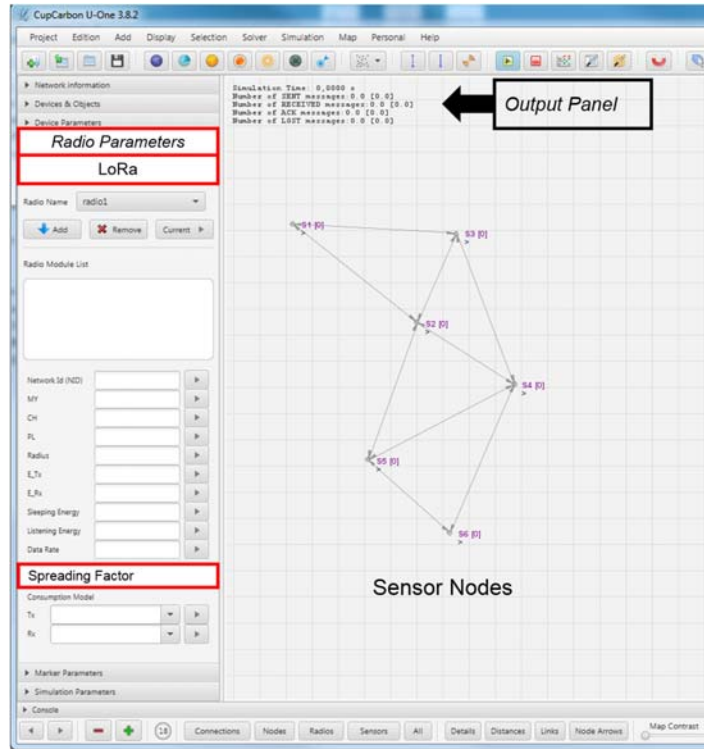 CupCarbon U-One 3.8.2
Project Edition Add Display Selection Solver Simulation Map Personal Help
Network information
Devices & Objects
Device Parameters
Radio Parameters
LoRa
Radio Name radio1
Add Remove Current
Radio Module List
Network Id (NID)
MY
CH
PL
Radius
E_Tx
E_Rx
Sleeping Energy
Listening Energy
Data Rate
Spreading Factor
Consumption Model
Tx
Rx
Marker Parameters
Simulation Parameters
Console
Simulation Time: 0,0000 s
Number of SENT messages:0.0 [0.0]
Number of RECEIVED messages:0.0 [0.0]
Number of ACK messages:0.0 [0.0]
Number of LOST messages:0.0 [0.0]
Output Panel
S1 [0]
>
S3 [0]
>
S2 [0]
>
S4 [0]
>
S5 [0]
>
S6 [0]
>
Sensor Nodes
18 Connections Nodes Radios Sensors All Details Distances Links Node Arrows Map Contrast